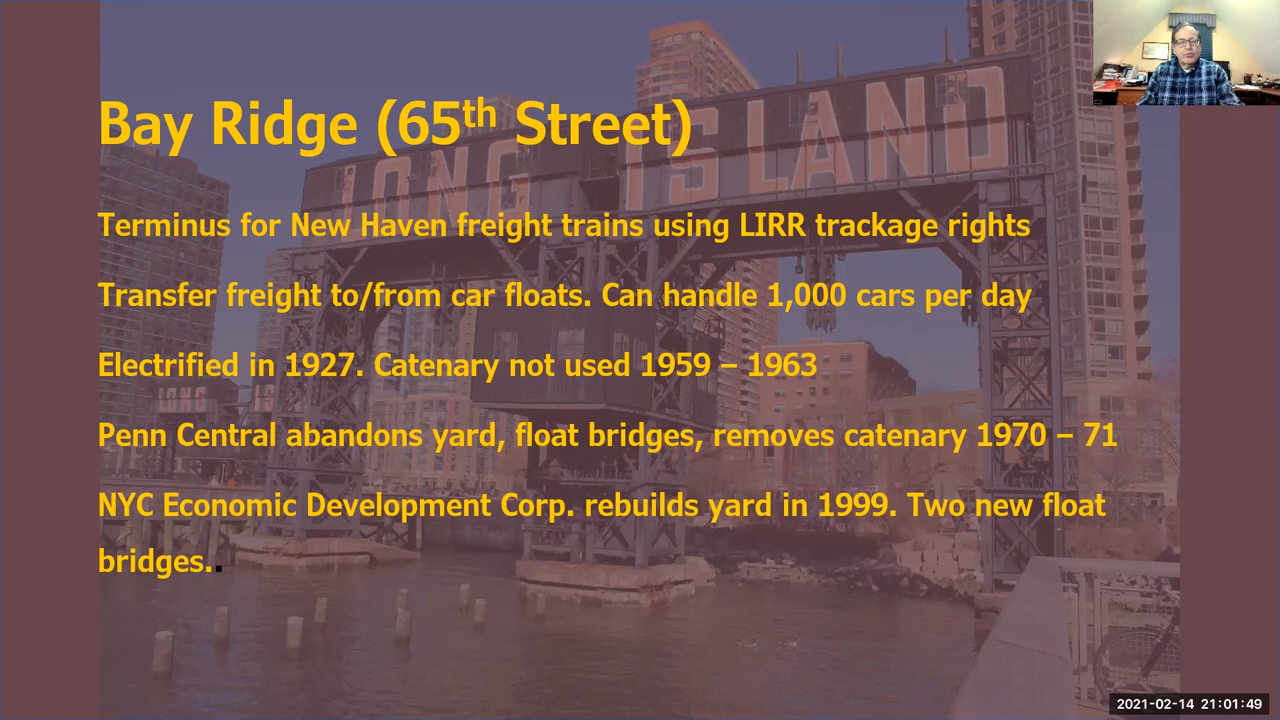 Bay Ridge (65th Street)
LONG ISLAND
Terminus for New Haven freight trains using LIRR trackage rights
Transfer freight to/from car floats. Can handle 1,000 cars per day
Electrified in 1927. Catenary not used 1959 – 1963
LONG IS
Penn Central abandons yard, float bridges, removes catenary 1970 – 71
NYC Economic Development Corp. rebuilds yard in 1999. Two new float
bridges..
2021-02-14 21:01:49